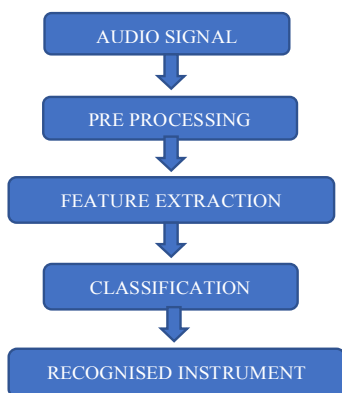 AUDIO SIGNAL
PRE PROCESSING
FEATURE EXTRACTION
CLASSIFICATION
RECOGNISED INSTRUMENT